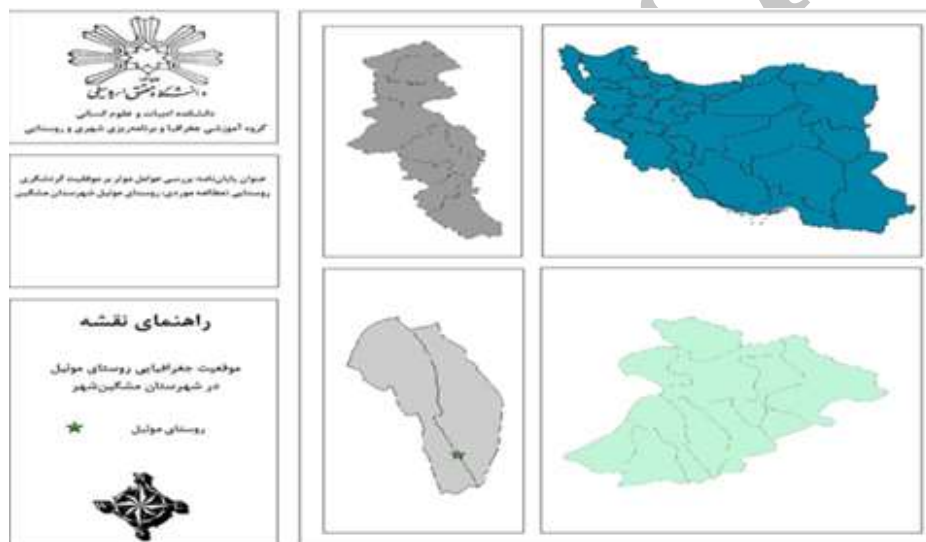 دانشگاه محقق اردبیلی
دانشکده ادبیات و علوم انسانی
گروه آموزشی جغرافیا و برنامه‌ریزی شهری و روستایی
عنوان پایان‌نامه: بررسی عوامل موثر بر موفقیت گردشگری
روستایی (مطالعه موردی: روستای موئیل شهرستان مشگین
راهنمای نقشه
موقعیت جغرافیایی روستای موئیل
در شهرستان مشگین‌شهر
روستای موئیل